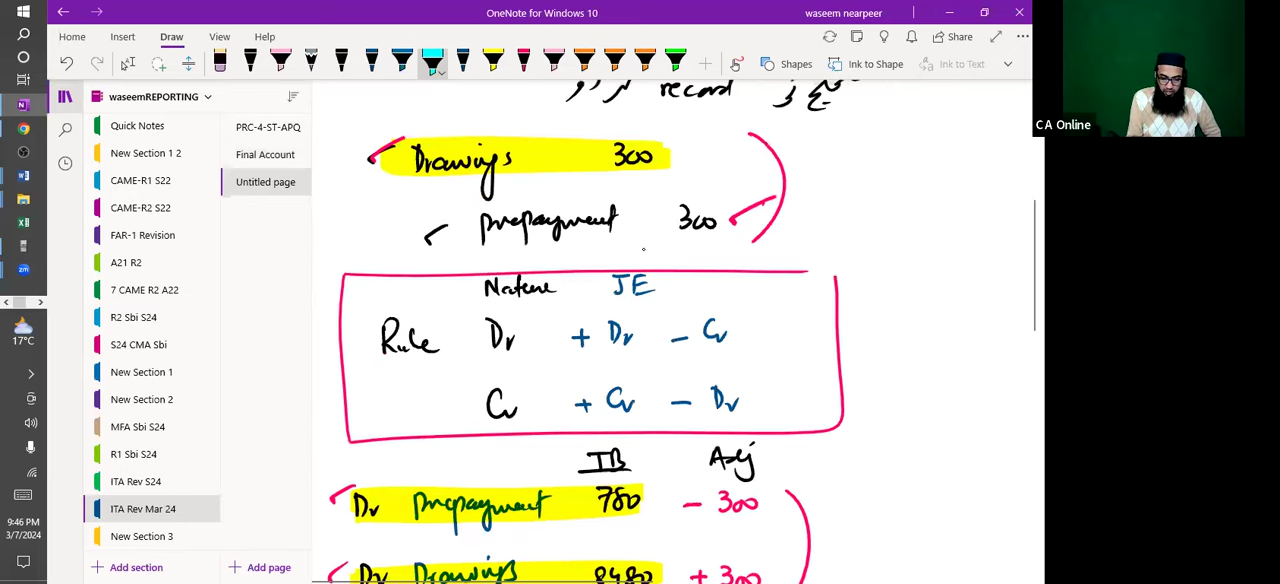 OneNote for Windows 10
waseem nearpeer
Home Insert Draw View Help
Share
Shapes
Ink to Shape
Ink to Text
waseemREPORTING
Quick Notes
New Section 1 2
CAME-R1 S22
CAME-R2 S22
FAR-1 Revision
A21 R2
7 CAME R2 A22
R2 Sbi S24
S24 CMA Sbi
New Section 1
New Section 2
MFA Sbi S24
R1 Sbi S24
ITA Rev S24
ITA Rev Mar 24
New Section 3
Add section
PRC-4-ST-APQ
Final Account
Untitled page
Add page
record
Drawings 300
Prepayment 300
Nature JE
Rule Dr + Dr - Cr
Cr + Cr - Dr
TB Adj
Dr Prepayment 780 - 300
Dr Drawings 8480 + 300
C A Online
17°C
9:46 PM
3/7/2024